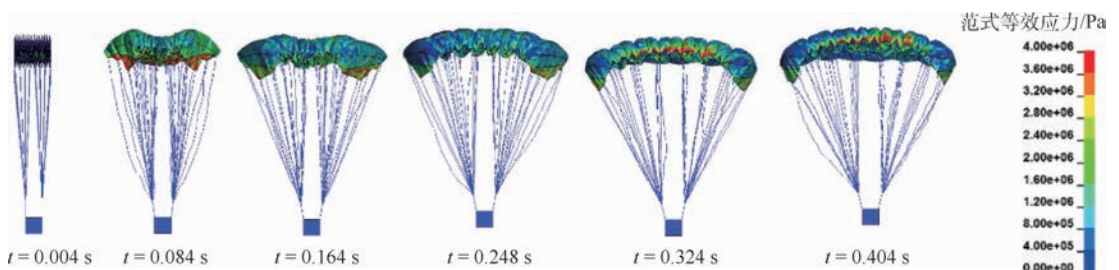 范式等效应力/Pa
4.00e+06
3.60e+06
3.20e+06
2.80e+06
2.40e+06
2.00e+06
1.60e+06
1.20e+06
8.00e+05
4.00e+05
0.00e+00
t = 0.004 s
t = 0.084 s
t = 0.164 s
t = 0.248 s
t = 0.324 s
t = 0.404 s